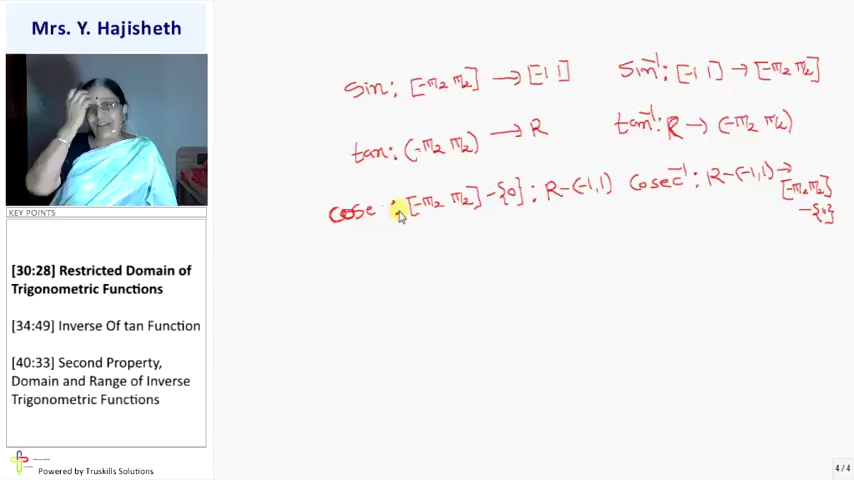 Mrs. Y. Hajisheth
KEY POINTS
[30:28] Restricted Domain of
Trigonometric Functions
[34:49] Inverse Of tan Function
[40:33] Second Property,
Domain and Range of Inverse
Trigonometric Functions
Powered by Truskills Solutions
sin: [-π/2 π/2] → [-1 1] sin⁻¹: [-1 1] → [-π/2 π/2]
tan: (-π/2 π/2) → R tan⁻¹: R → (-π/2 π/2)
cose : [-π/2 π/2] - {0} ; R-(-1,1) cosec⁻¹ : R-(-1,1) →
[-π/2 π/2]
-{0}
4/4